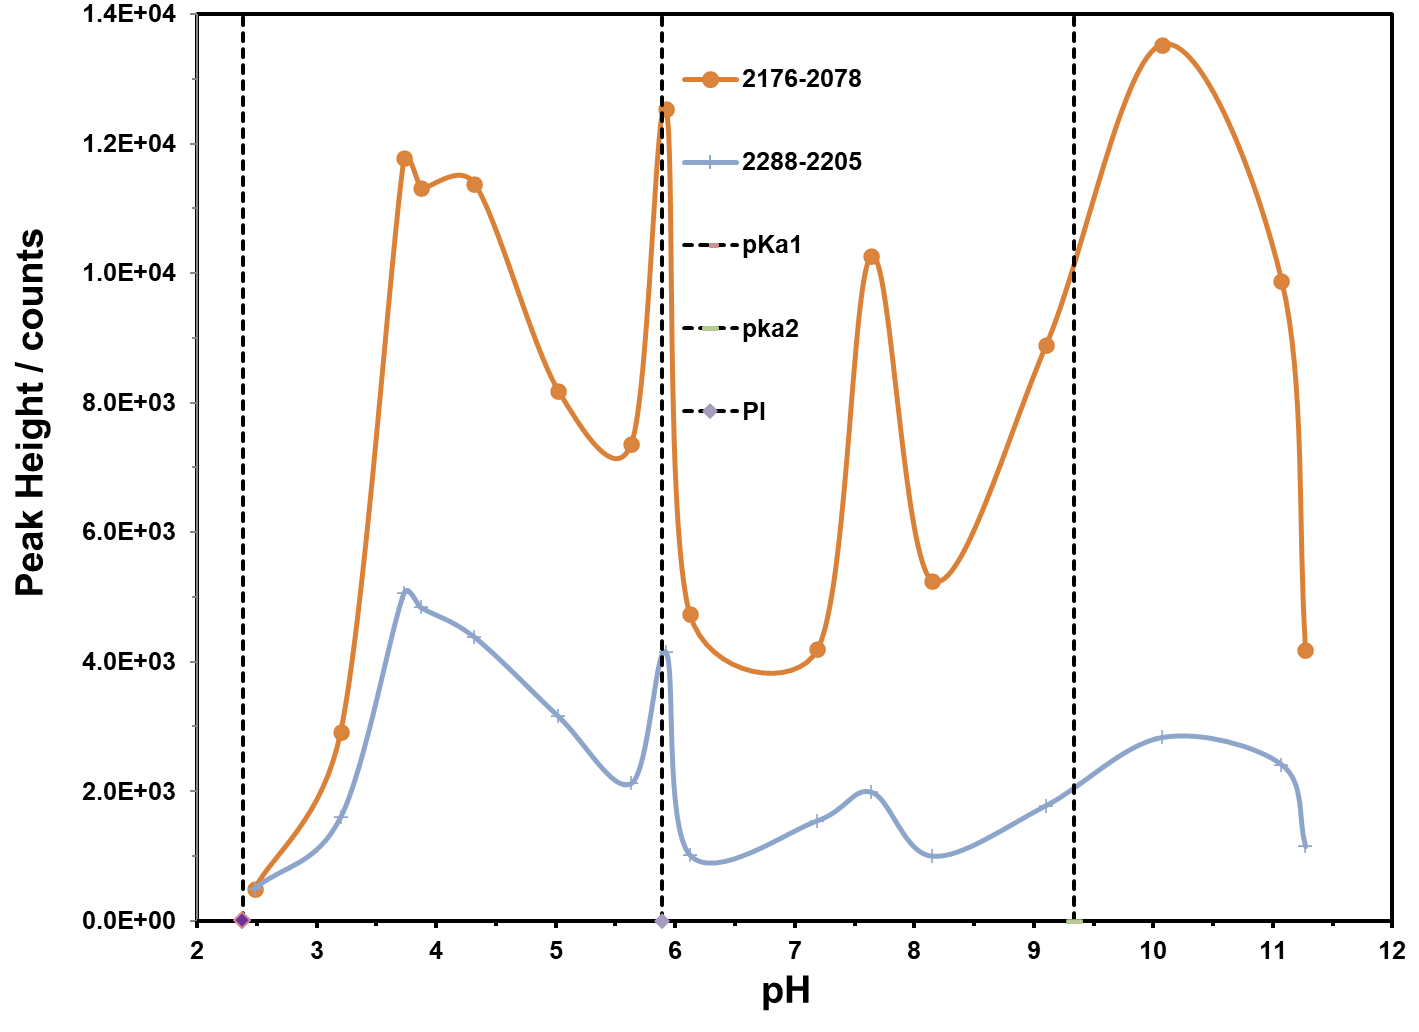 1.4E+04
1.2E+04
1.0E+04
8.0E+03
6.0E+03
4.0E+03
2.0E+03
0.0E+00
Peak Height / counts
2176-2078
2288-2205
pKa1
pka2
PI
2 3 4 5 6 7 8 9 10 11 12
pH